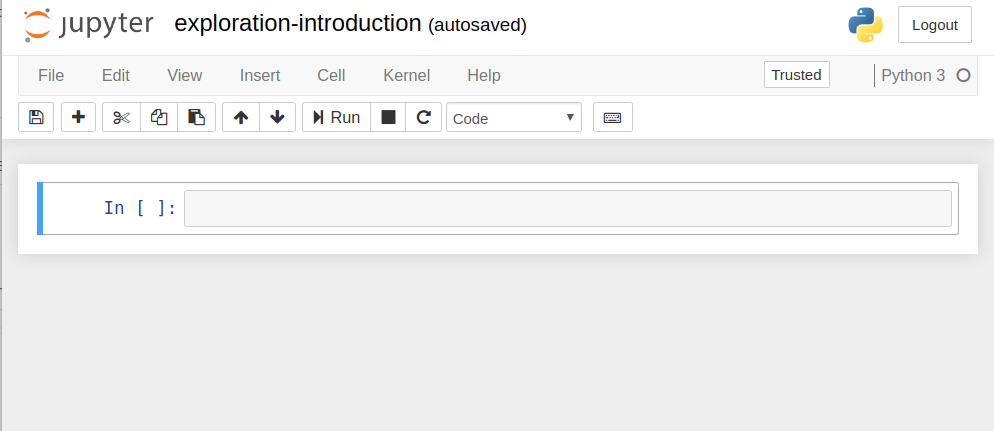 jupyter exploration-introduction (autosaved) Logout
File Edit View Insert Cell Kernel Help Trusted Python 3
Run Code
In [ ]: